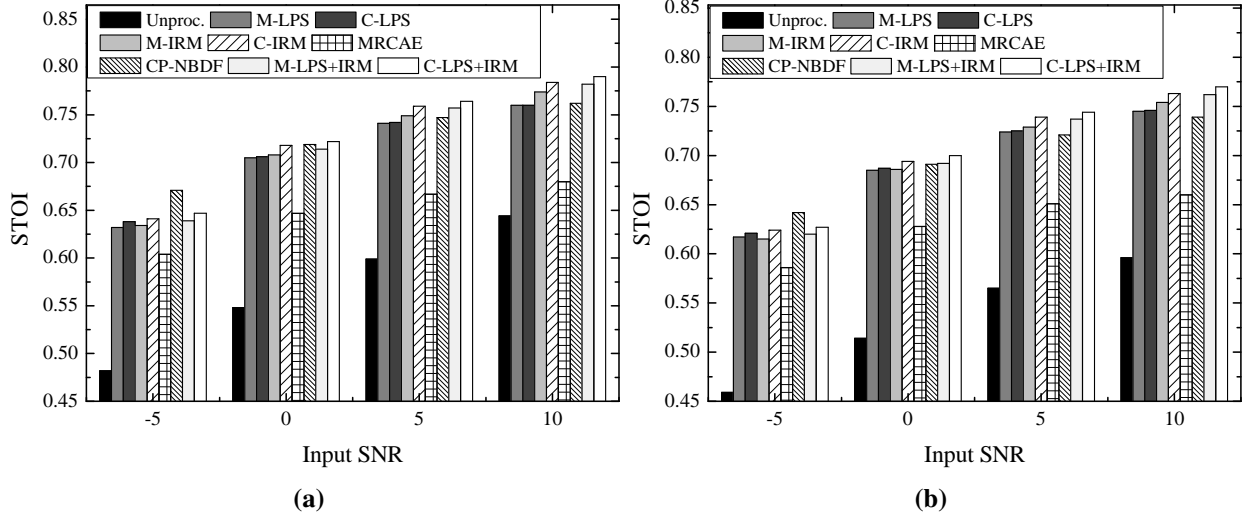 0.85
0.80
0.75
0.70
0.65
0.60
0.55
0.50
0.45
STOI
Unproc. M-LPS C-LPS
M-IRM C-IRM MRCAE
CP-NBDF M-LPS+IRM C-LPS+IRM
-5 0 5 10
Input SNR
(a)
0.85
0.80
0.75
0.70
0.65
0.60
0.55
0.50
0.45
STOI
Unproc. M-LPS C-LPS
M-IRM C-IRM MRCAE
CP-NBDF M-LPS+IRM C-LPS+IRM
-5 0 5 10
Input SNR
(b)